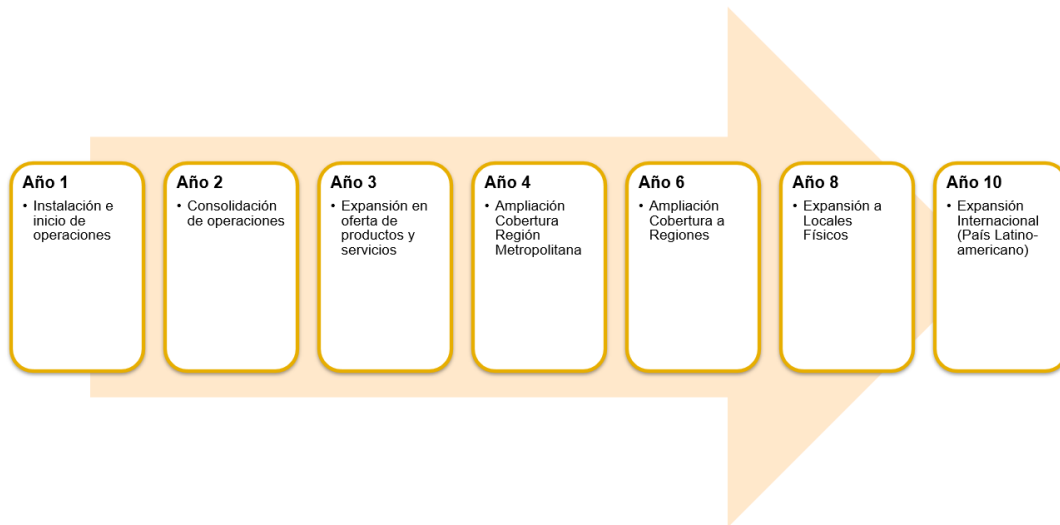 Año 1
• Instalación e
inicio de
operaciones
Año 2
• Consolidación
de operaciones
Año 3
• Expansión en
oferta de
productos y
servicios
Año 4
• Ampliación
Cobertura
Región
Metropolitana
Año 6
• Ampliación
Cobertura a
Regiones
Año 8
• Expansión a
Locales
Físicos
Año 10
• Expansión
Internacional
(País Latino-
americano)